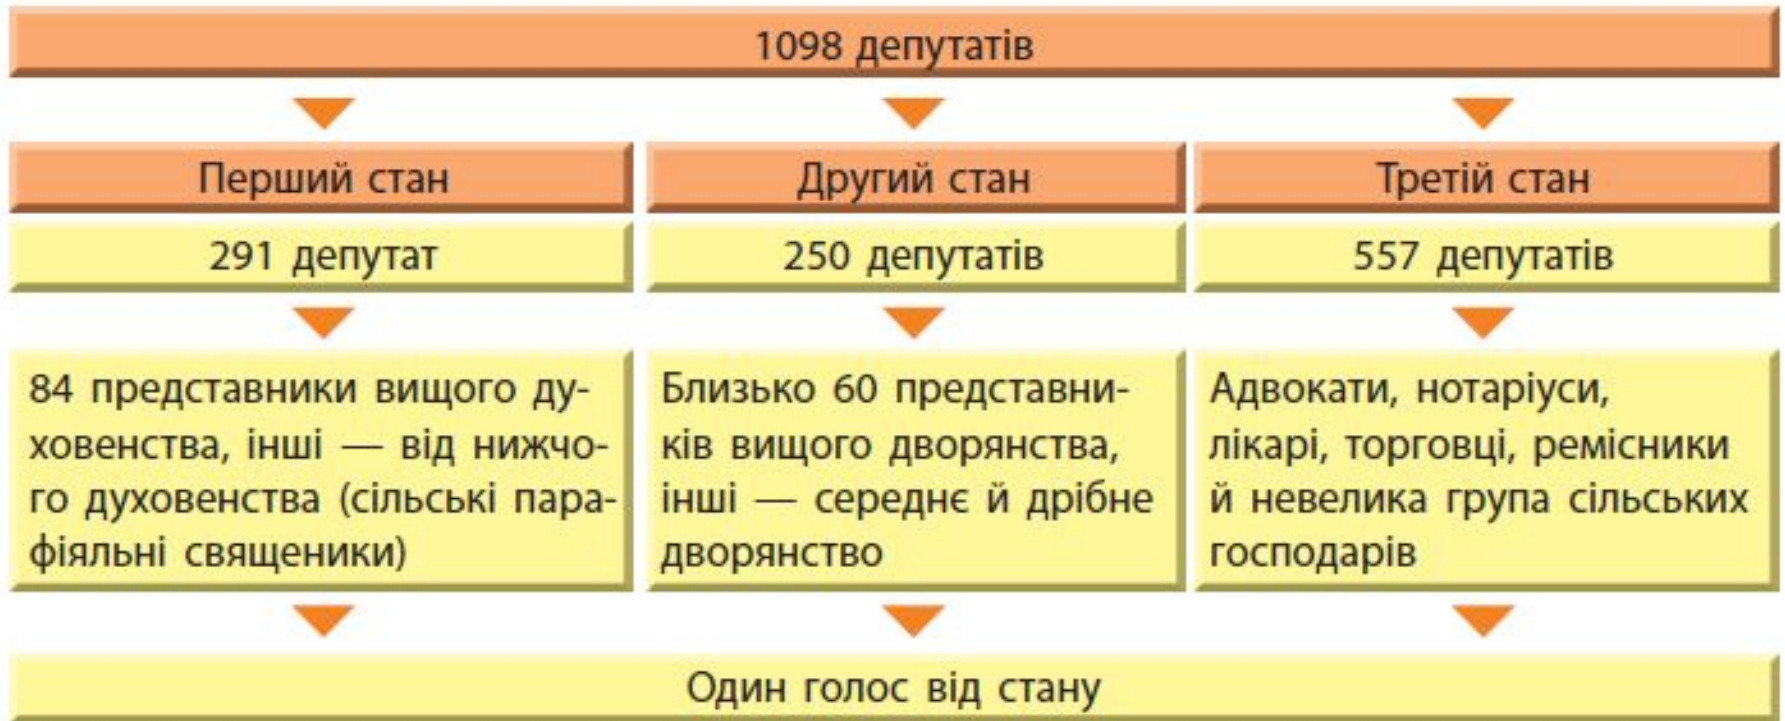 1098 депутатів
Перший стан
Другий стан
Третій стан
291 депутат
250 депутатів
557 депутатів
84 представники вищого ду-
ховенства, інші — від нижчо-
го духовенства (сільські пара-
фіяльні священики)
Близько 60 представни-
ків вищого дворянства,
інші — середнє й дрібне
дворянство
Адвокати, нотаріуси,
лікарі, торговці, ремісники
й невелика група сільських
господарів
Один голос від стану